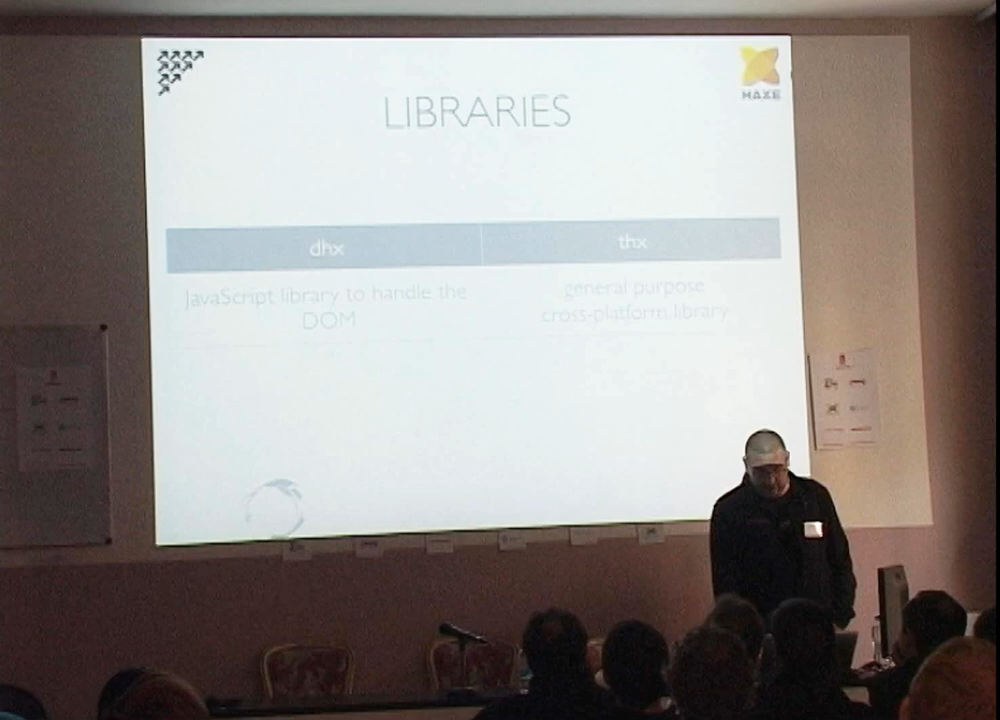 HAXE
LIBRARIES
dhx
thx
JavaScript library to handle the
DOM
general purpose
cross-platform library